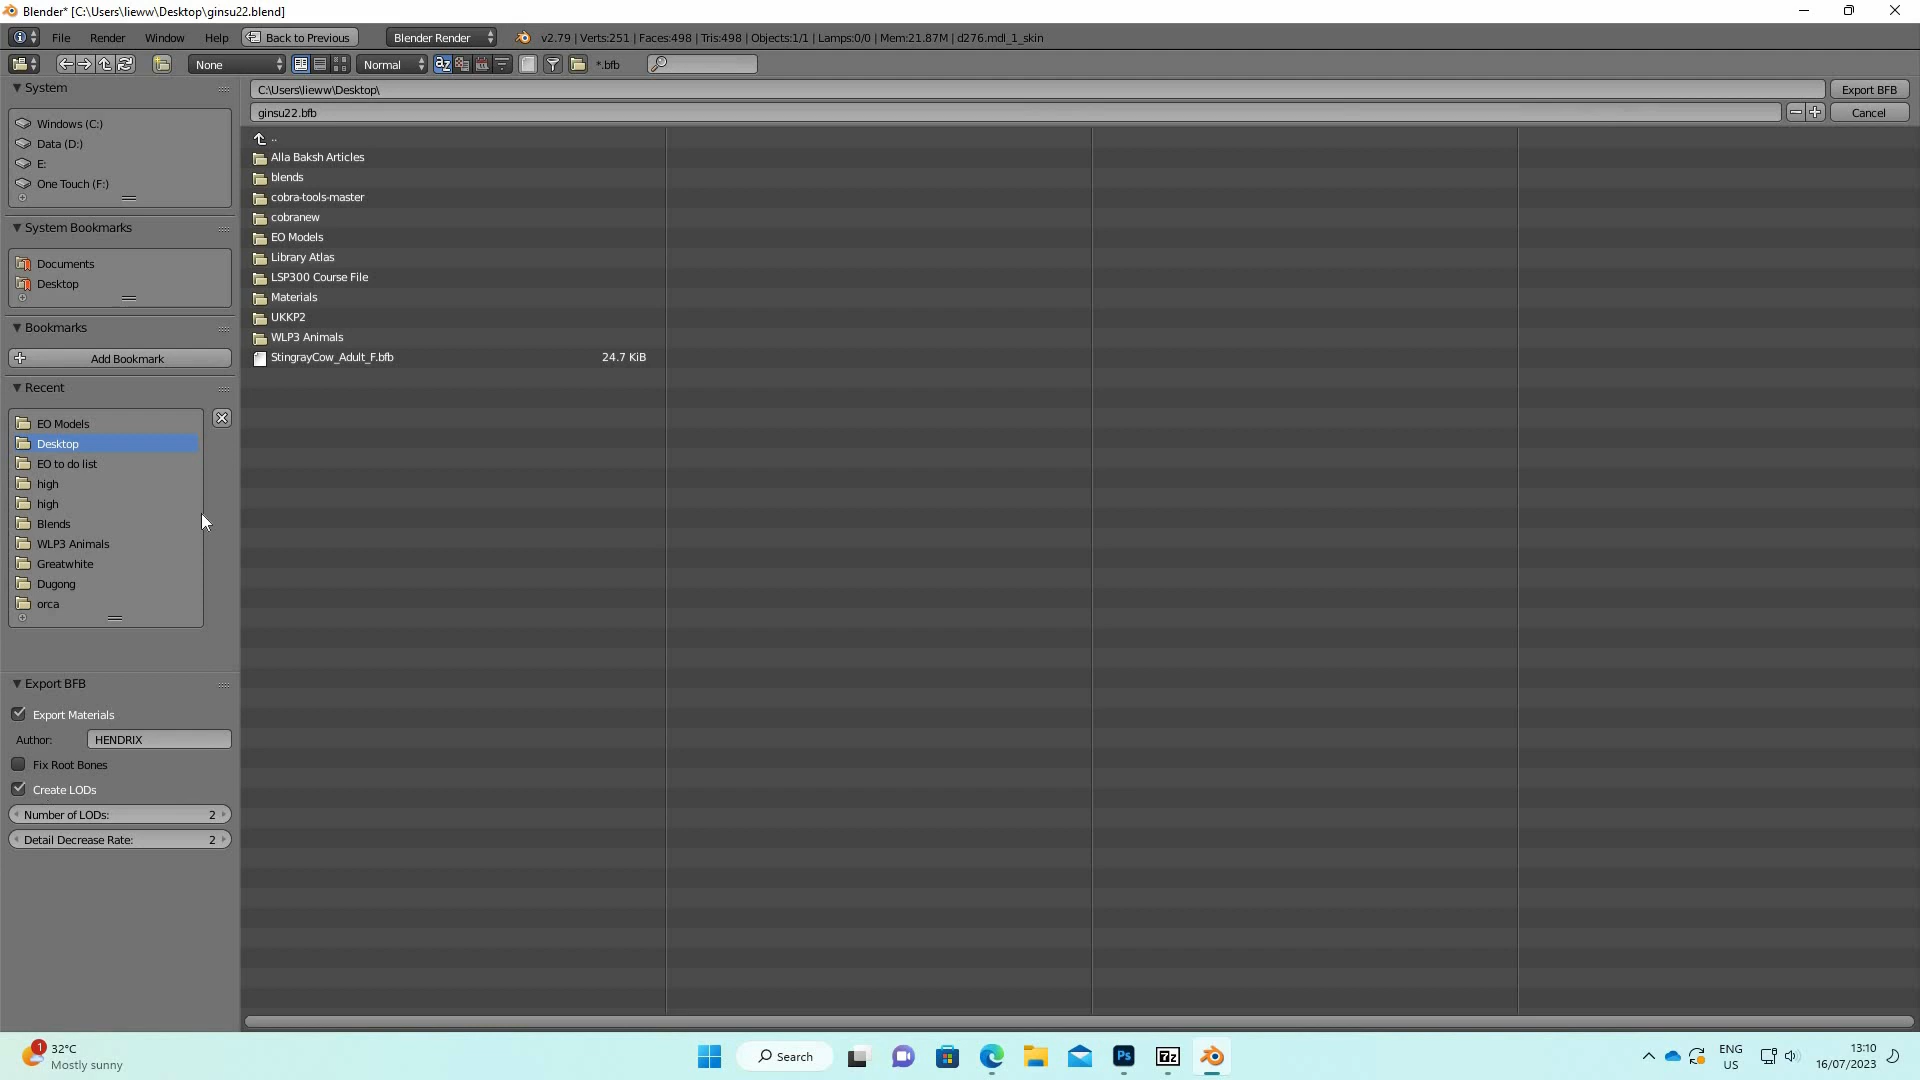 Blender* [C:\Users\lieww\Desktop\ginsu22.blend]
File Render Window Help Back to Previous Blender Render v2.79 | Verts:251 | Faces:498 | Tris:498 | Objects:1/1 | Lamps:0/0 | Mem:21.87M | d276.mdl_1_skin
None Normal *.bfb
System
Windows (C:)
Data (D:)
E:
One Touch (F:)
System Bookmarks
Documents
Desktop
Bookmarks
Add Bookmark
Recent
EO Models
Desktop
EO to do list
high
high
Blends
WLP3 Animals
Greatwhite
Dugong
orca
Export BFB
Export Materials
Author: HENDRIX
Fix Root Bones
Create LODs
Number of LODs: 2
Detail Decrease Rate: 2
C:\Users\lieww\Desktop\ Export BFB
ginsu22.bfb Cancel
..
Alla Baksh Articles
blends
cobra-tools-master
cobranew
EO Models
Library Atlas
LSP300 Course File
Materials
UKKP2
WLP3 Animals
StingrayCow_Adult_F.bfb 24.7 KiB
1
32°C
Mostly sunny
Search
Ps
7z
ENG
US
13:10
16/07/2023